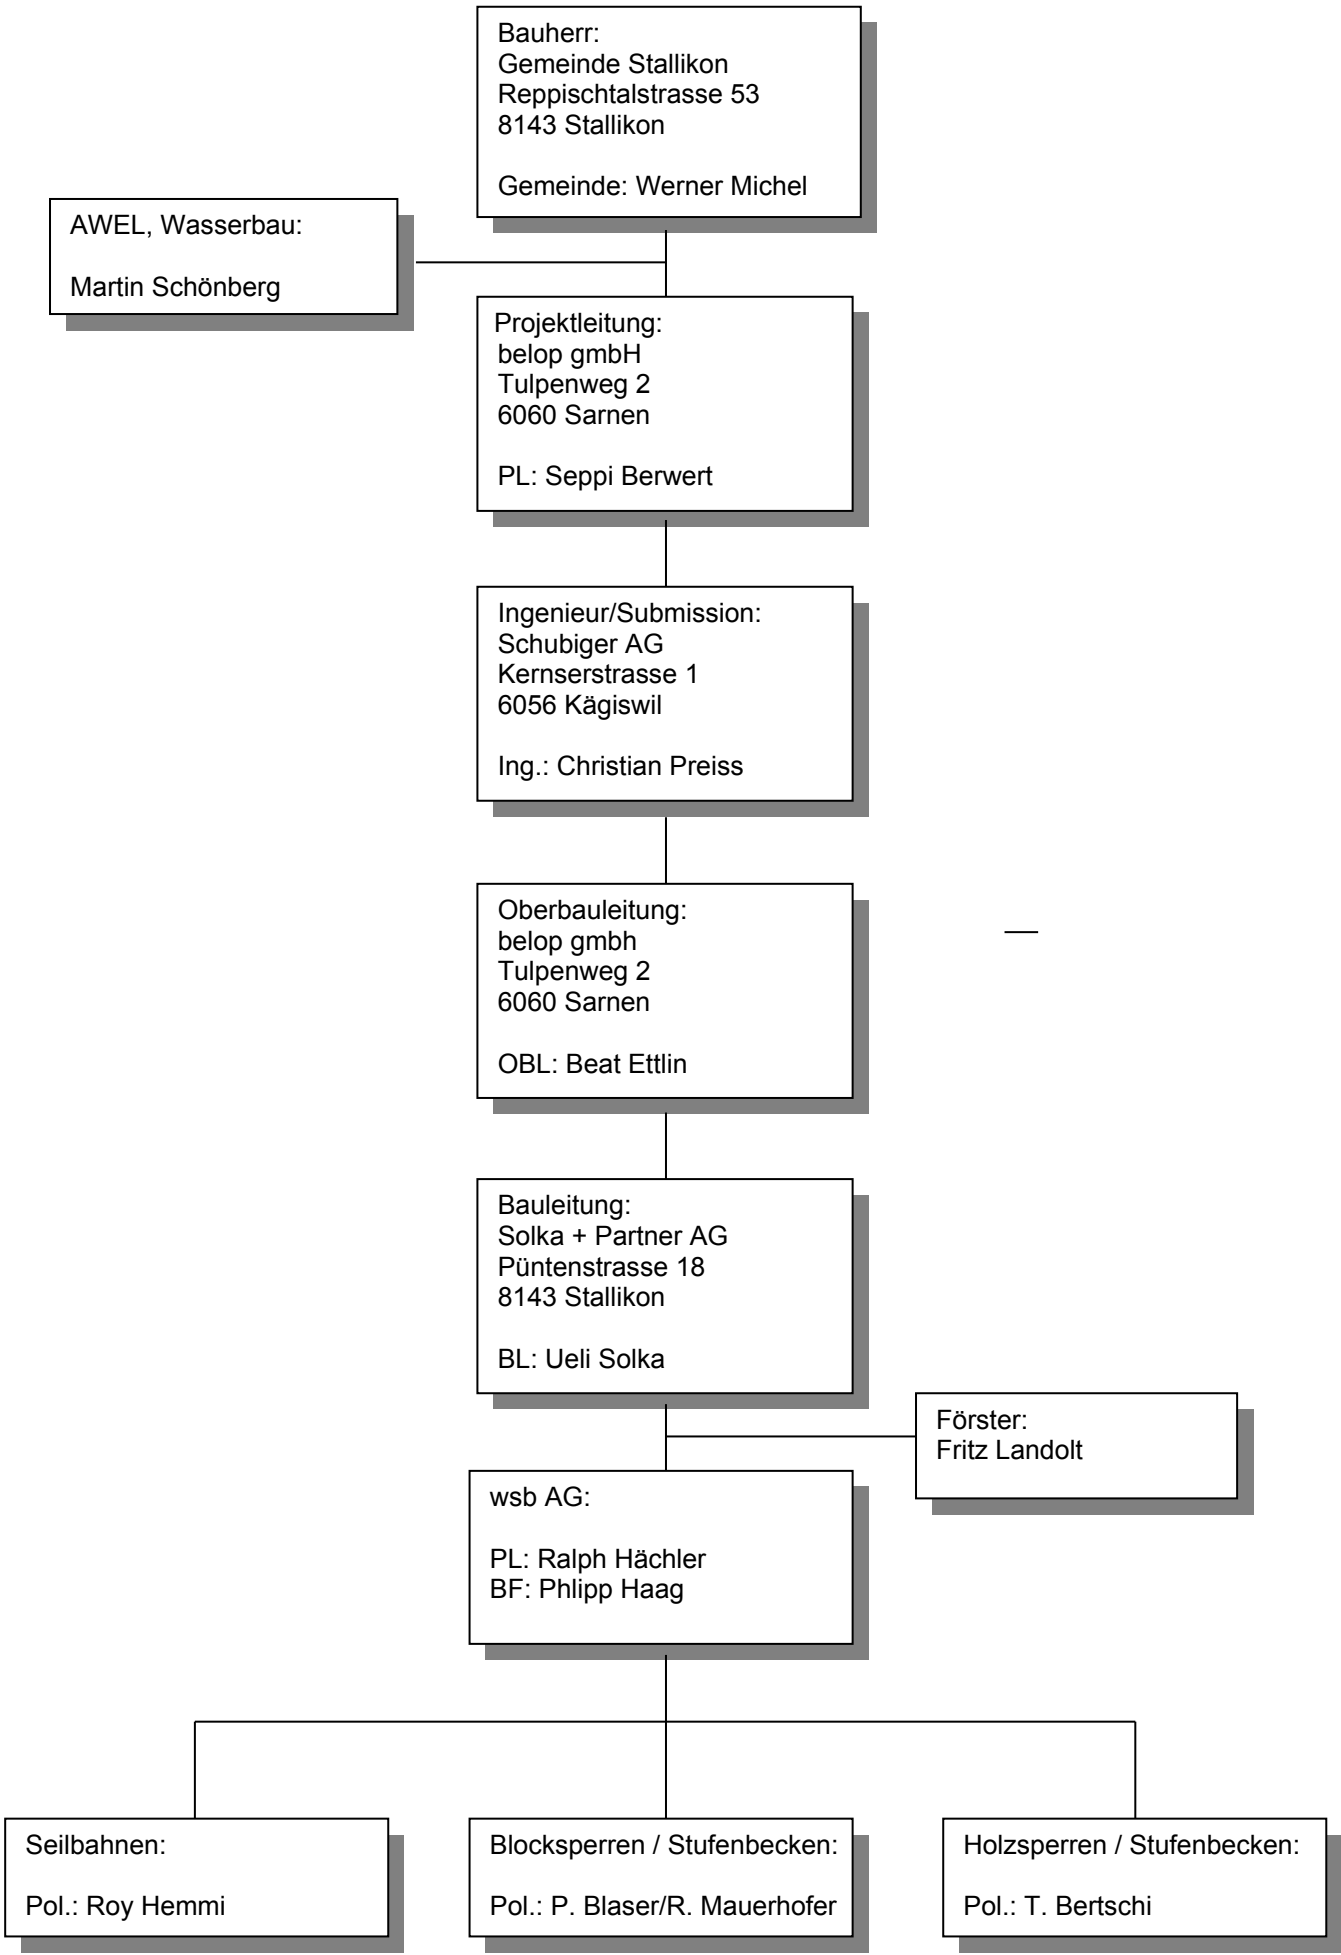 Bauherr:
Gemeinde Stallikon
Reppischtalstrasse 53
8143 Stallikon
Gemeinde: Werner Michel
AWEL, Wasserbau:
Martin Schönberg
Projektleitung:
belop gmbH
Tulpenweg 2
6060 Sarnen
PL: Seppi Berwert
Ingenieur/Submission:
Schubiger AG
Kernserstrasse 1
6056 Kägiswil
Ing.: Christian Preiss
Oberbauleitung:
belop gmbh
Tulpenweg 2
6060 Sarnen
OBL: Beat Ettlin
Bauleitung:
Solka + Partner AG
Püntenstrasse 18
8143 Stallikon
BL: Ueli Solka
Förster:
Fritz Landolt
wsb AG:
PL: Ralph Hächler
BF: Phlipp Haag
Seilbahnen:
Pol.: Roy Hemmi
Blocksperren / Stufenbecken:
Pol.: P. Blaser/R. Mauerhofer
Holzsperren / Stufenbecken:
Pol.: T. Bertschi